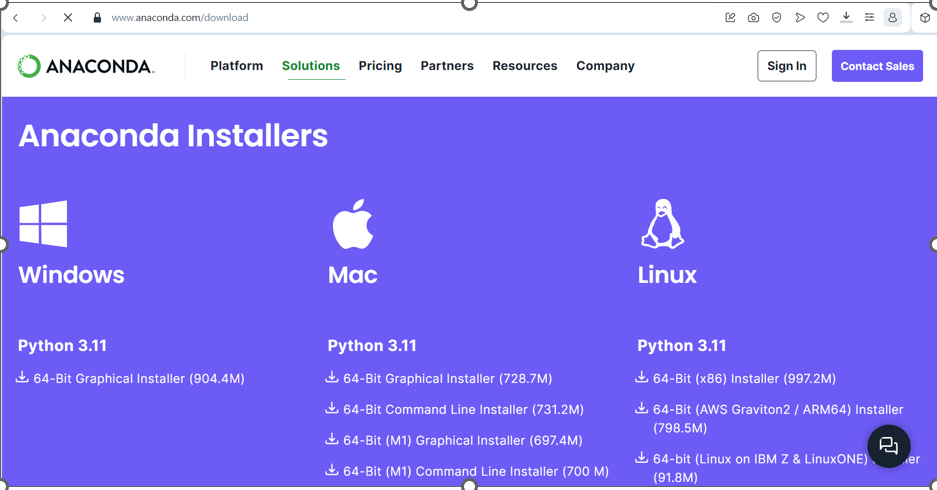 www.anaconda.com/download
ANACONDA.
Platform Solutions Pricing Partners Resources Company
Sign In
Contact Sales
Anaconda Installers
Windows
Python 3.11
64-Bit Graphical Installer (904.4M)
Mac
Python 3.11
64-Bit Graphical Installer (728.7M)
64-Bit Command Line Installer (731.2M)
64-Bit (M1) Graphical Installer (697.4M)
64-Bit (M1) Command Line Installer (700 M)
Linux
Python 3.11
64-Bit (x86) Installer (997.2M)
64-Bit (AWS Graviton2 / ARM64) Installer
(798.5M)
64-bit (Linux on IBM Z & LinuxONE)
(91.8M)